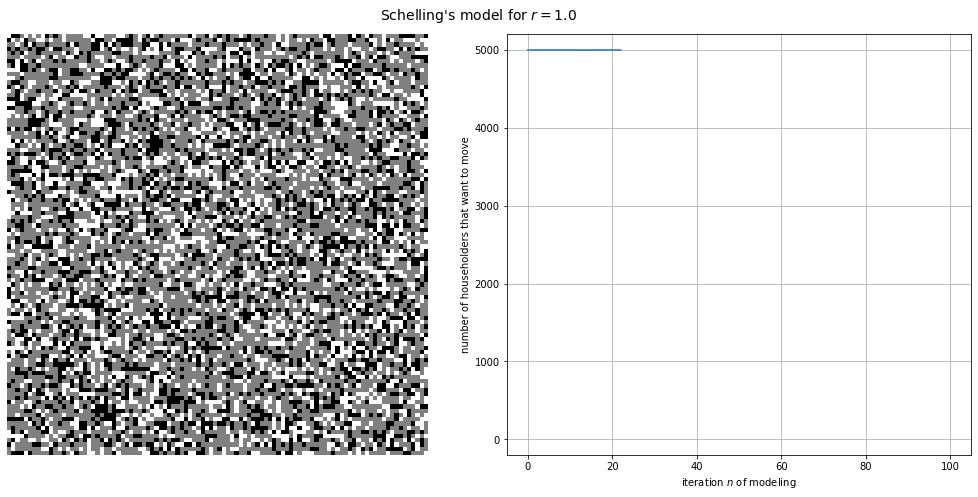 Schelling's model for r = 1.0
number of householders that want to move
5000
4000
3000
2000
1000
0
0 20 40 60 80 100
iteration n of modeling